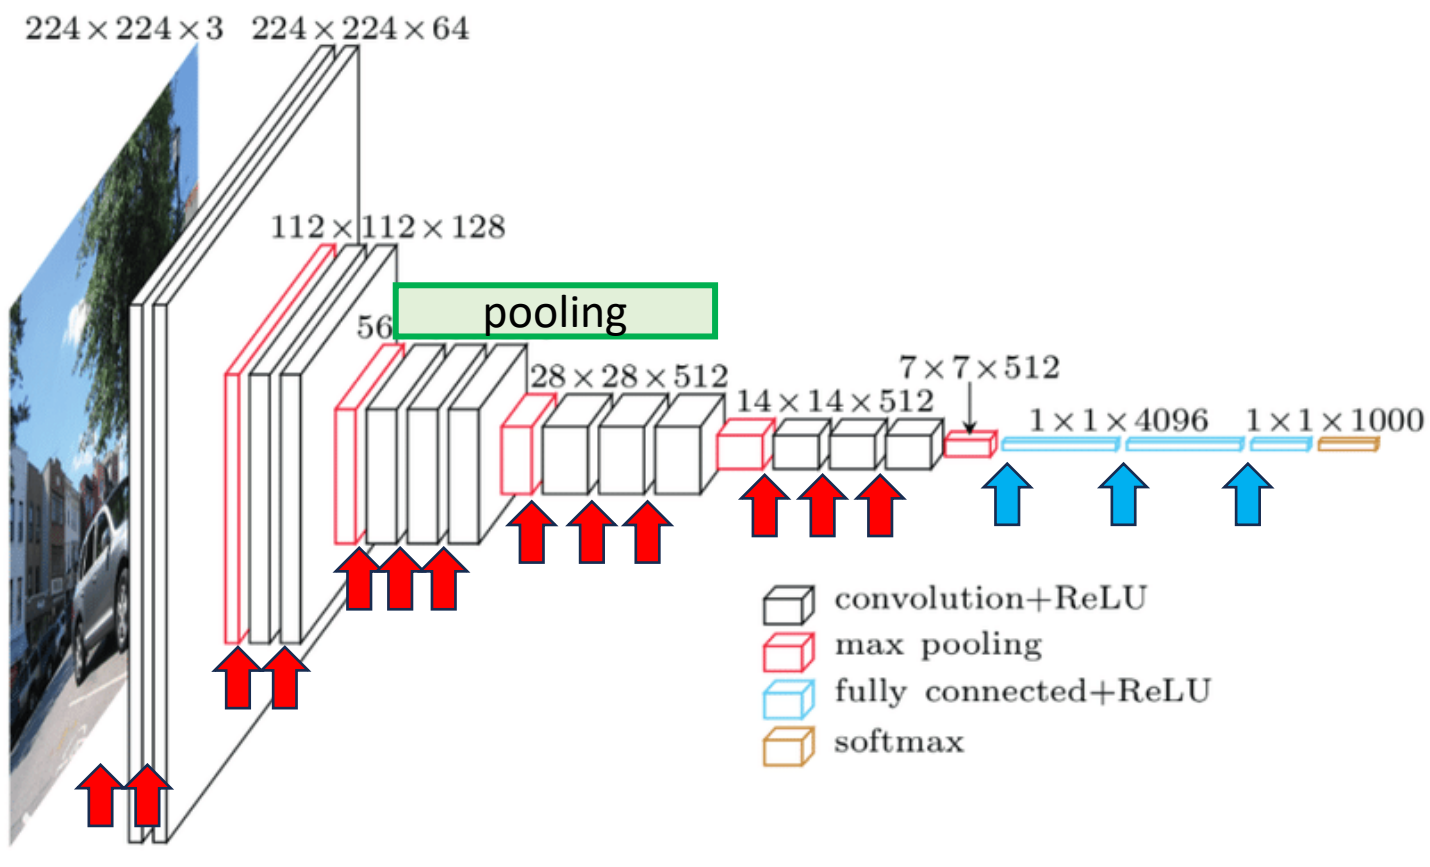 224×224×3
224×224×64
112×112×128
pooling
56
28×28×512
7×7×512
14×14×512
1×1×4096
1×1×1000
convolution+ReLU
max pooling
fully connected+ReLU
softmax